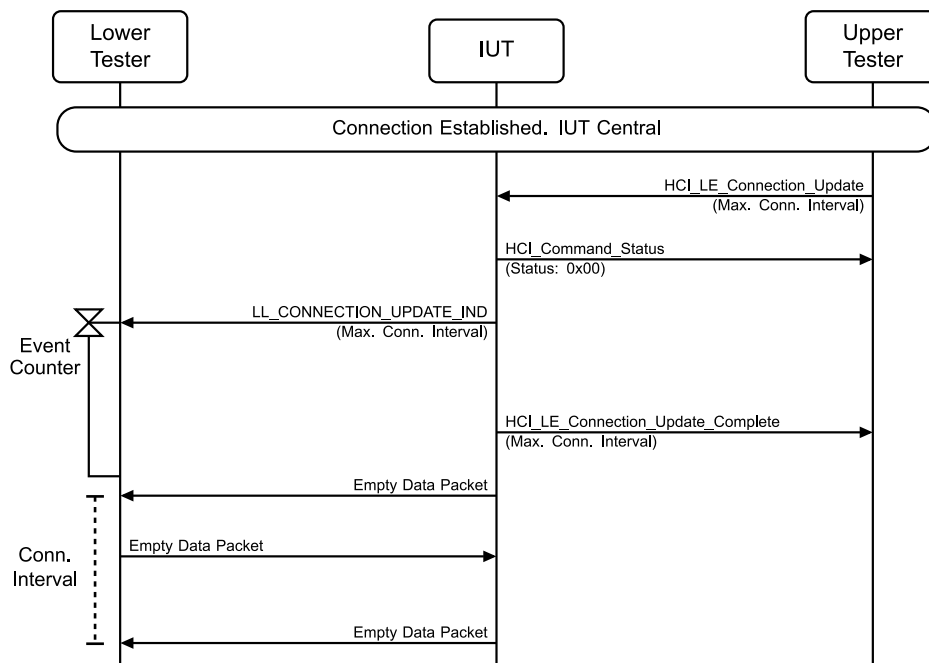 Lower
Tester
IUT
Upper
Tester
Connection Established. IUT Central
HCI_LE_Connection_Update
(Max. Conn. Interval)
HCI_Command_Status
(Status: 0x00)
LL_CONNECTION_UPDATE_IND
(Max. Conn. Interval)
Event
Counter
HCI_LE_Connection_Update_Complete
(Max. Conn. Interval)
Empty Data Packet
Empty Data Packet
Conn.
Interval
Empty Data Packet